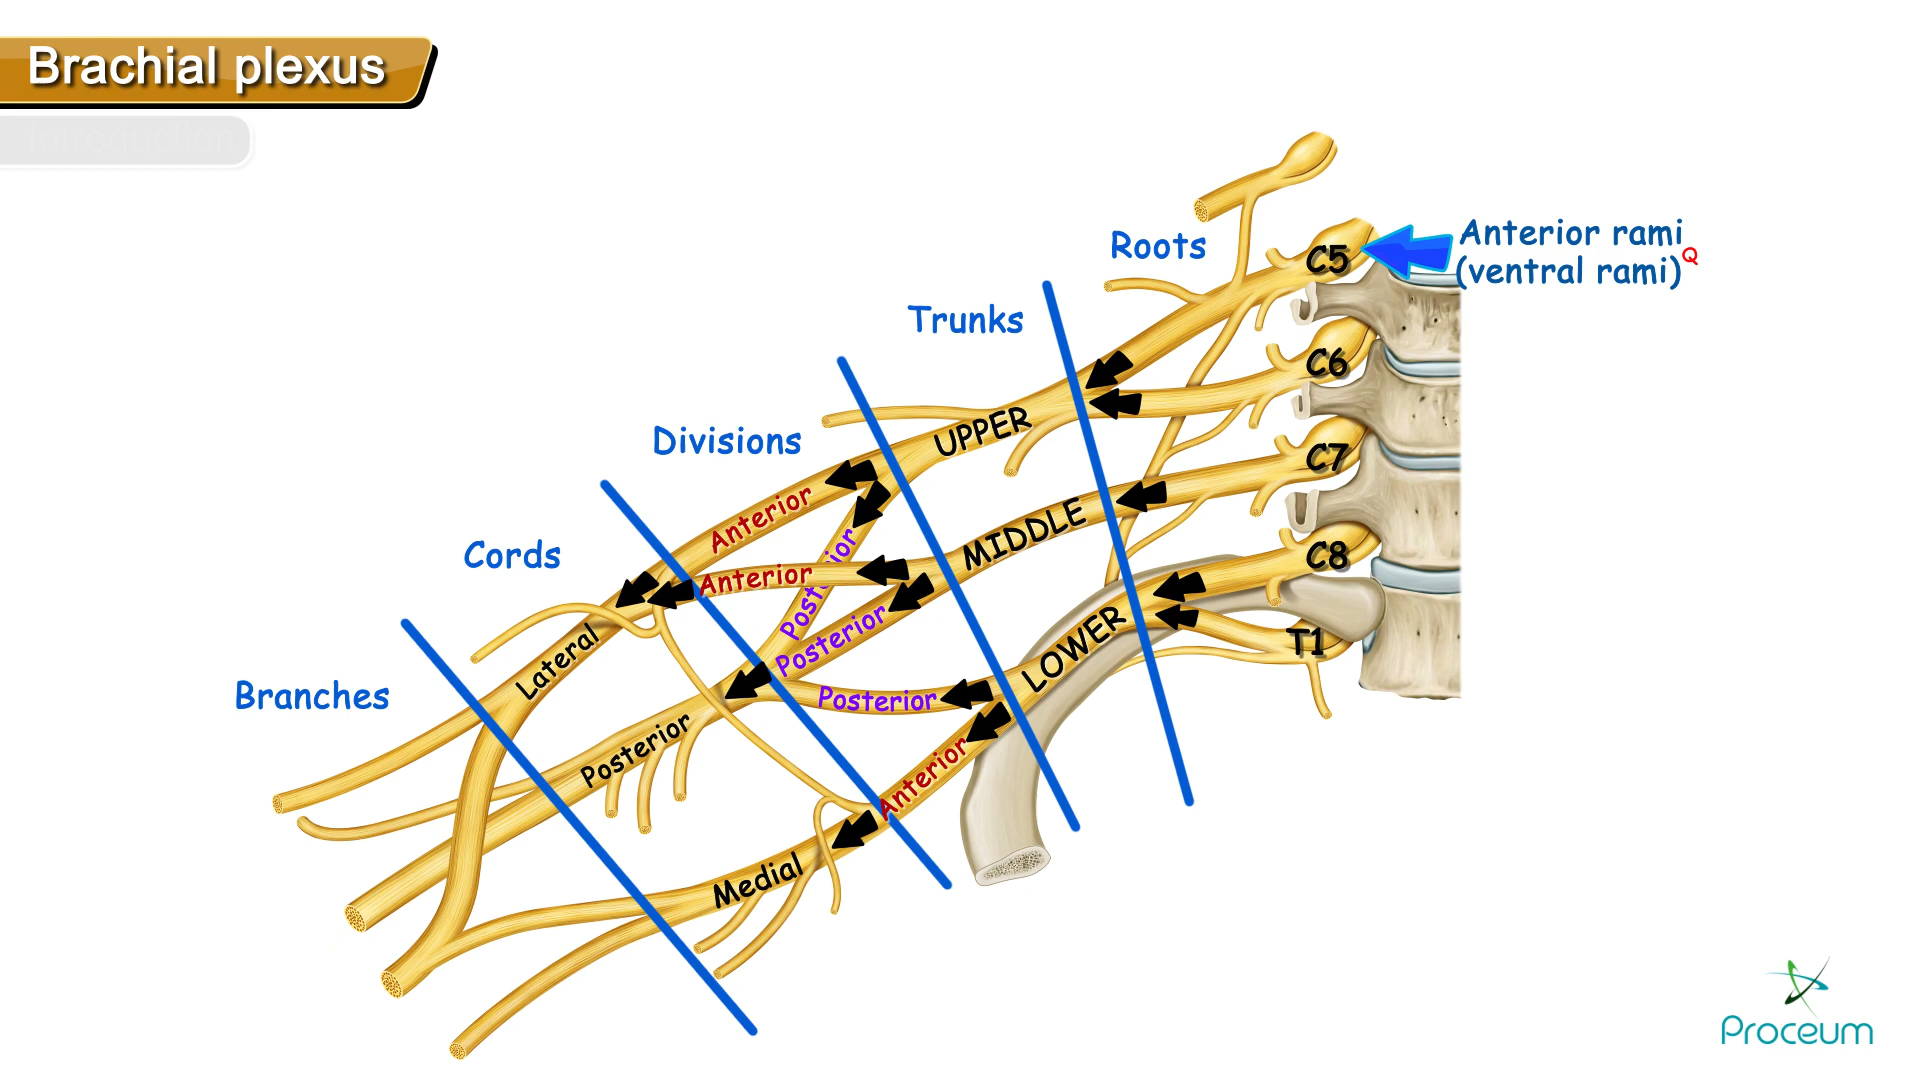 Brachial plexus
Introduction
Roots
Anterior rami
(ventral rami) Q
C5
Trunks
C6
UPPER
Divisions
C7
Anterior
MIDDLE
Posterior
Cords
C8
Anterior
Posterior
LOWER
T1
Lateral
Branches
Posterior
Posterior
Anterior
Medial
Proceum